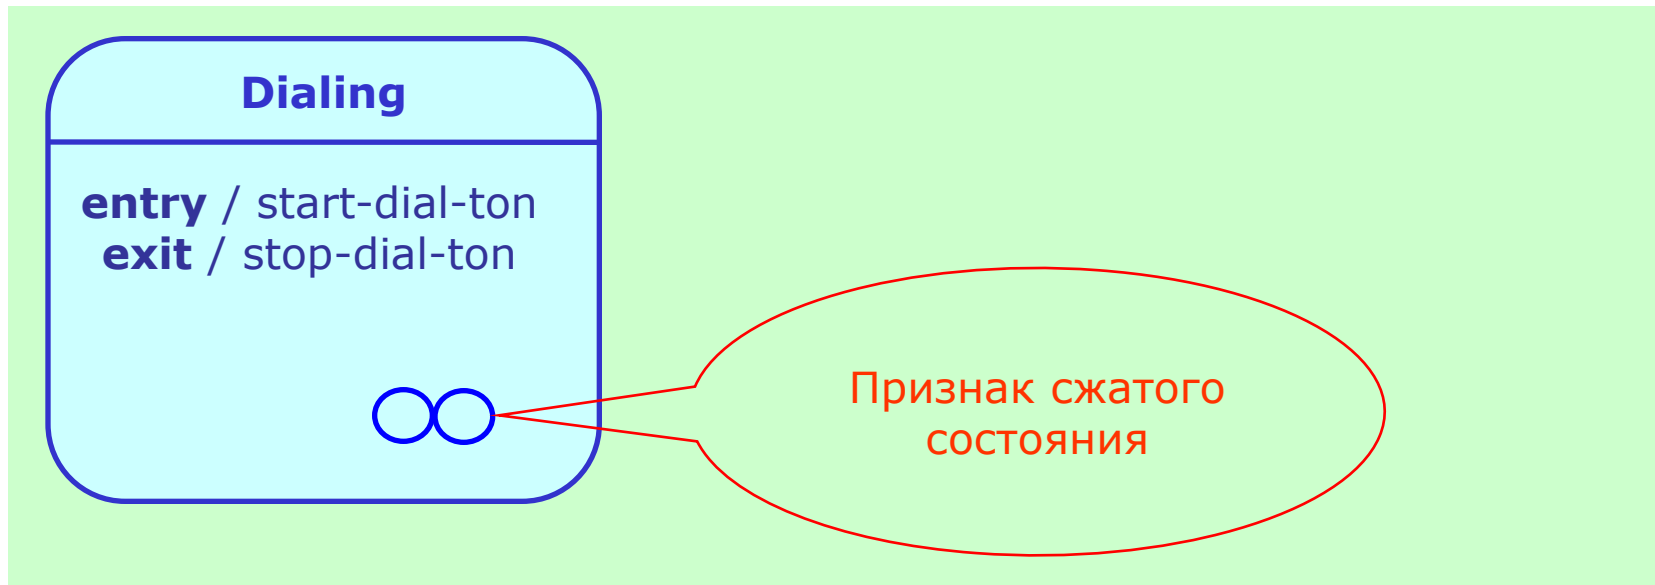 Dialing
entry / start-dial-ton
exit / stop-dial-ton
Признак сжатого
состояния